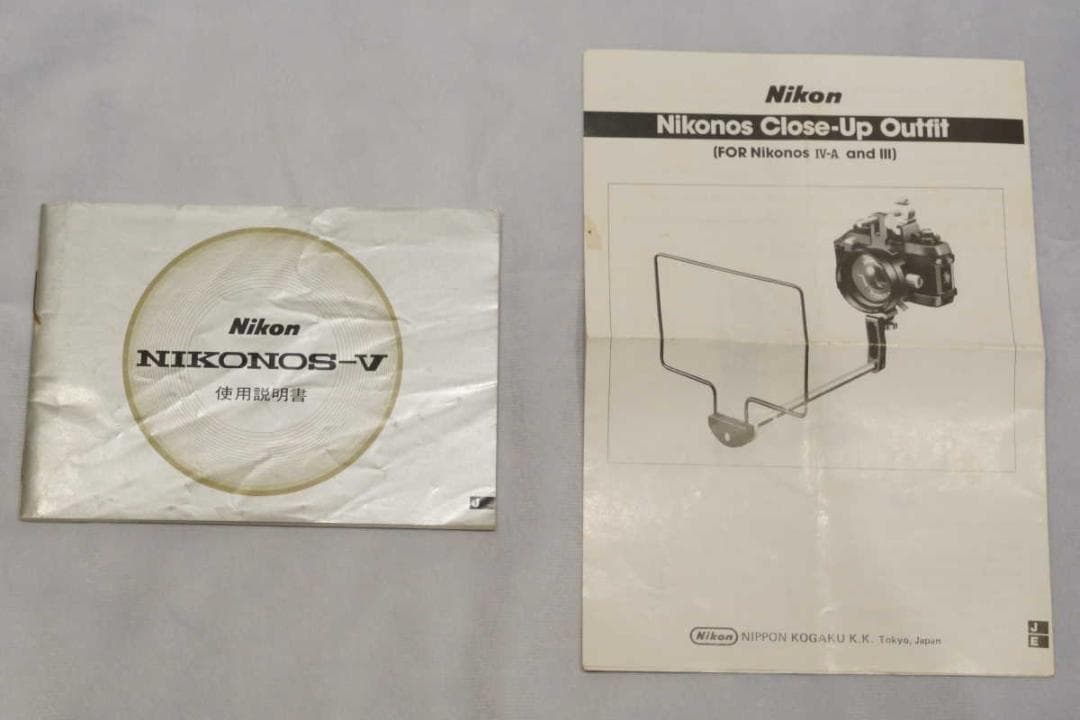 Nikon
NIKONOS-V
使用説明書
J
Nikon
Nikonos Close-Up Outfit
(FOR Nikonos IV-A and III)
Nikon NIPPON KOGAKU K.K. Tokyo, Japan
J
E